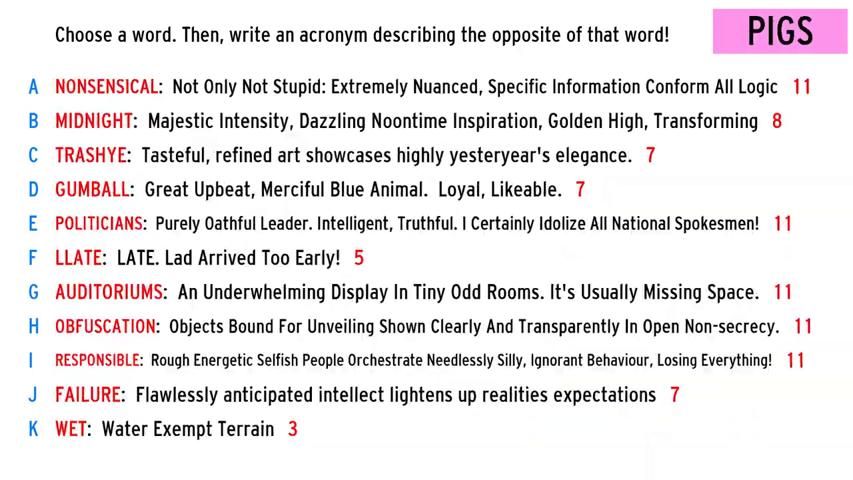 Choose a word. Then, write an acronym describing the opposite of that word!
PIGS
A NONSENSICAL: Not Only Not Stupid: Extremely Nuanced, Specific Information Conform All Logic 11
B MIDNIGHT: Majestic Intensity, Dazzling Noontime Inspiration, Golden High, Transforming 8
C TRASHYE: Tasteful, refined art showcases highly yesteryear's elegance. 7
D GUMBALL: Great Upbeat, Merciful Blue Animal. Loyal, Likeable. 7
E POLITICIANS: Purely Oathful Leader. Intelligent, Truthful. I Certainly Idolize All National Spokesmen! 11
F LLATE: LATE. Lad Arrived Too Early! 5
G AUDITORIUMS: An Underwhelming Display In Tiny Odd Rooms. It's Usually Missing Space. 11
H OBFUSCATION: Objects Bound For Unveiling Shown Clearly And Transparently In Open Non-secrecy. 11
I RESPONSIBLE: Rough Energetic Selfish People Orchestrate Needlessly Silly, Ignorant Behaviour, Losing Everything! 11
J FAILURE: Flawlessly anticipated intellect lightens up realities expectations 7
K WET: Water Exempt Terrain 3